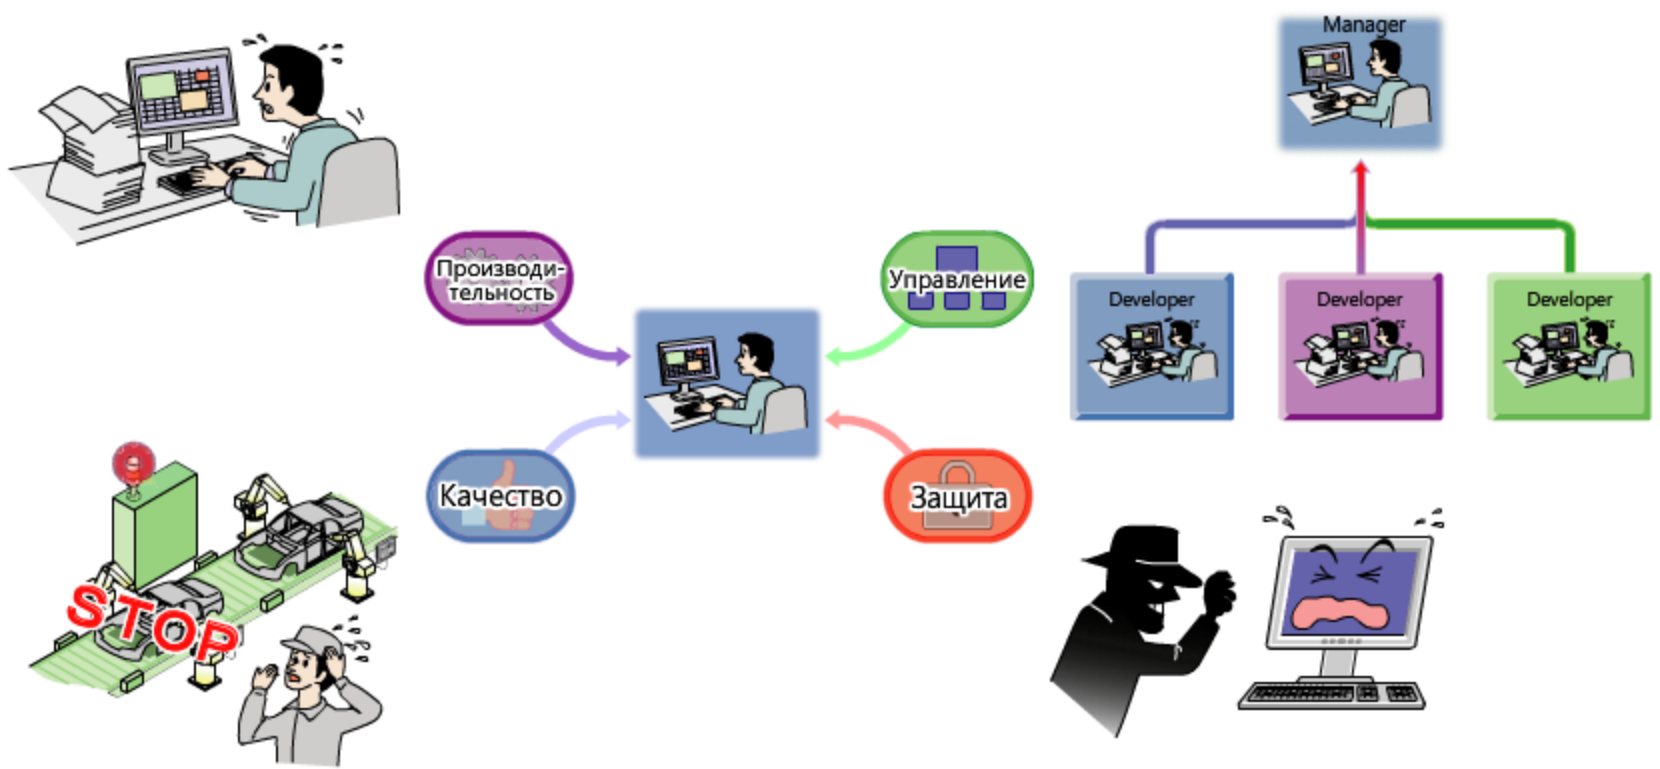 Manager
Производи-
тельность
Управление
Developer
Developer
Developer
Качество
Защита
STOP